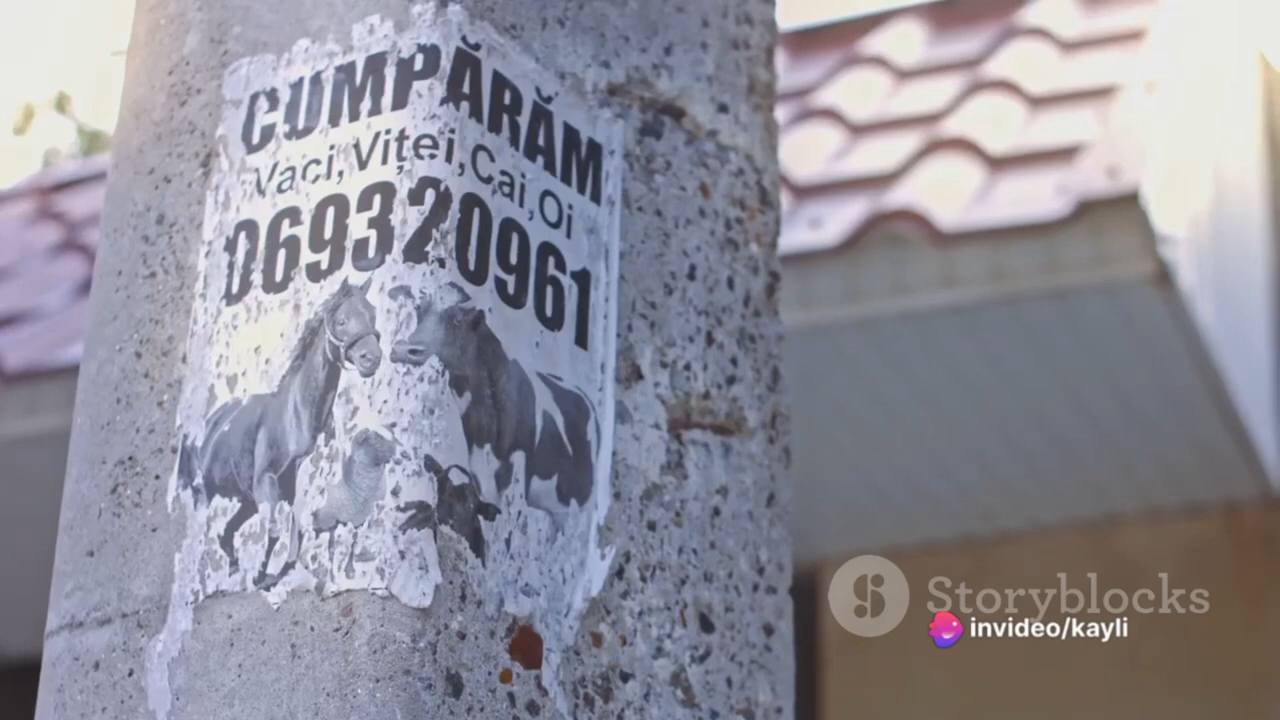 CUMPĂRĂM
Vaci,Viței,Cai,Oi
069320961
Storyblocks
invideo/kayli